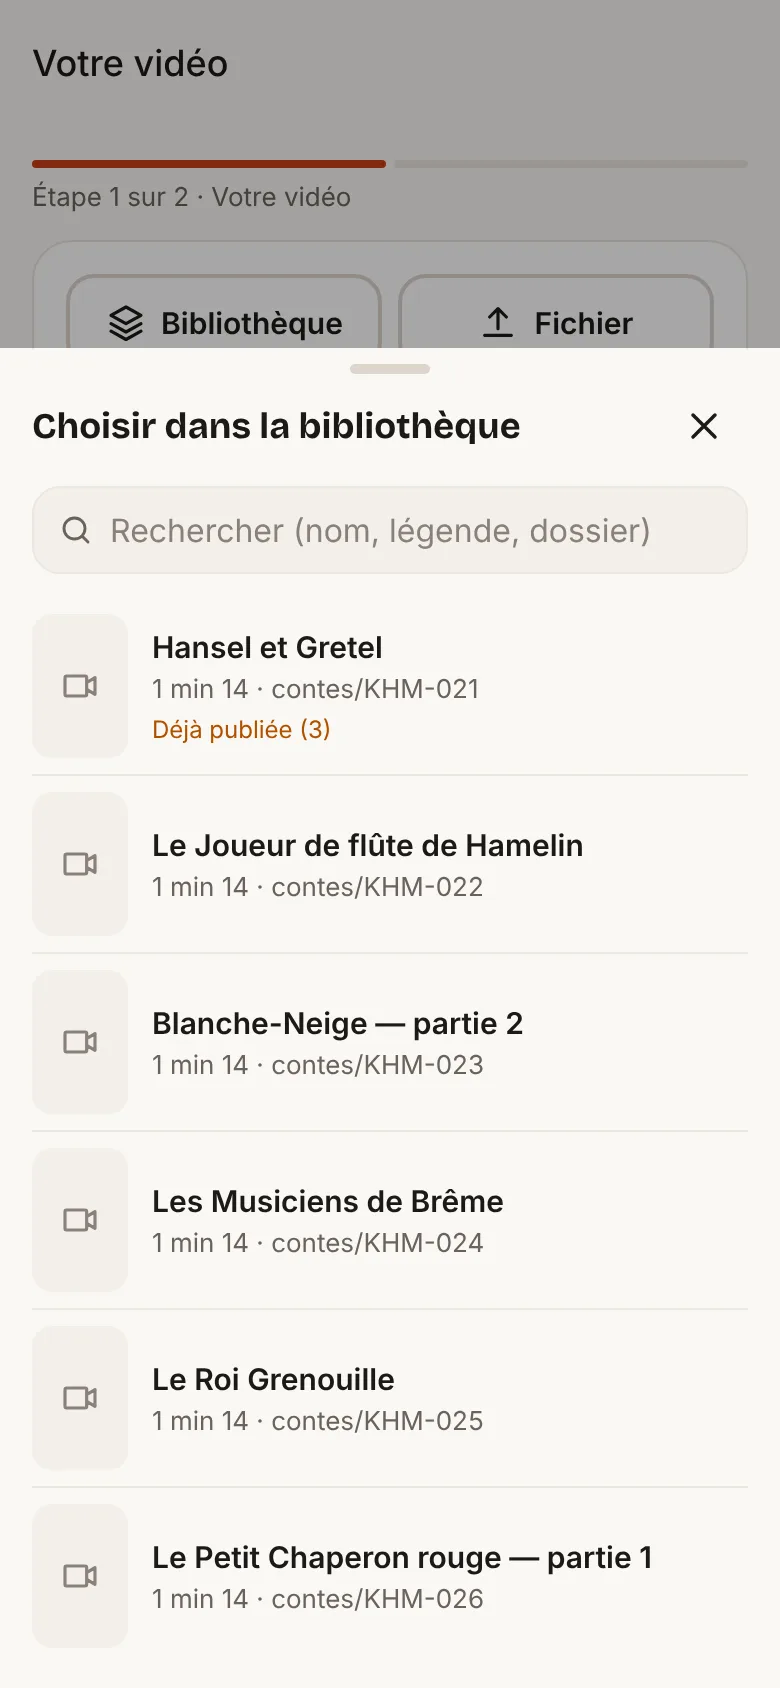 Votre vidéo
Étape 1 sur 2 · Votre vidéo
Bibliothèque
Fichier
Choisir dans la bibliothèque
Rechercher (nom, légende, dossier)
Hansel et Gretel
1 min 14 · contes/KHM-021
Déjà publiée (3)
Le Joueur de flûte de Hamelin
1 min 14 · contes/KHM-022
Blanche-Neige — partie 2
1 min 14 · contes/KHM-023
Les Musiciens de Brême
1 min 14 · contes/KHM-024
Le Roi Grenouille
1 min 14 · contes/KHM-025
Le Petit Chaperon rouge — partie 1
1 min 14 · contes/KHM-026